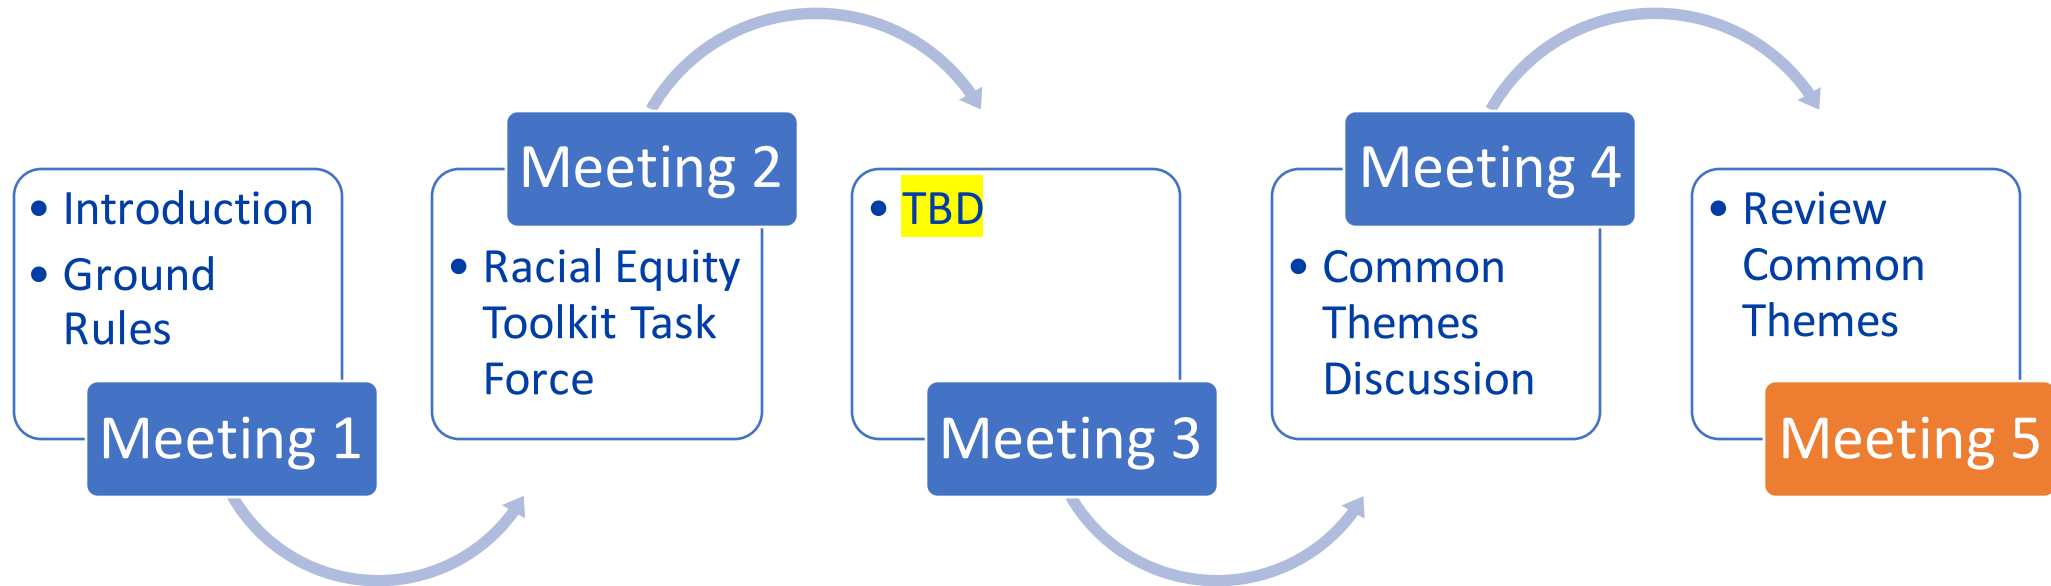 • Introduction
• Ground
Rules
Meeting 1
Meeting 2
• Racial Equity
Toolkit Task
Force
• TBD
Meeting 3
Meeting 4
• Common
Themes
Discussion
• Review
Common
Themes
Meeting 5